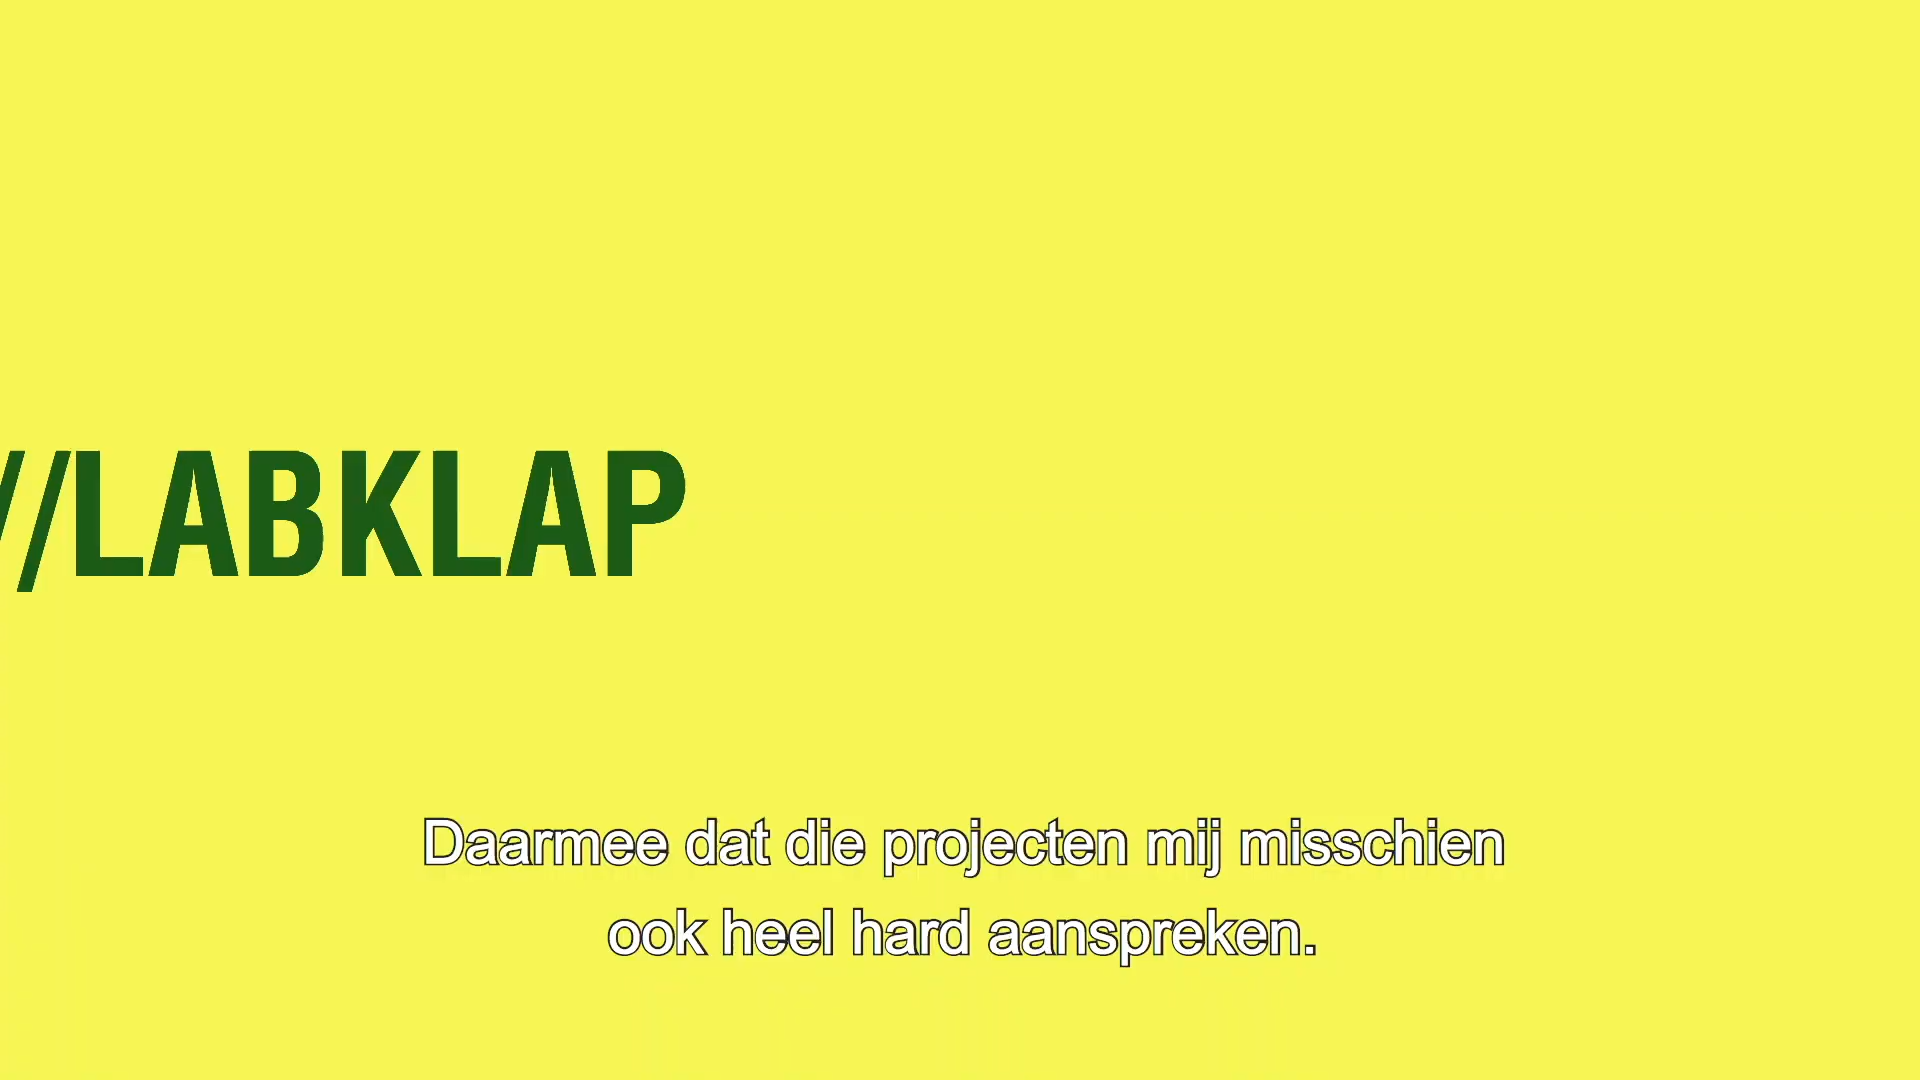 //LABKLAP
Daarmee dat die projecten mij misschien
ook heel hard aanspreken.